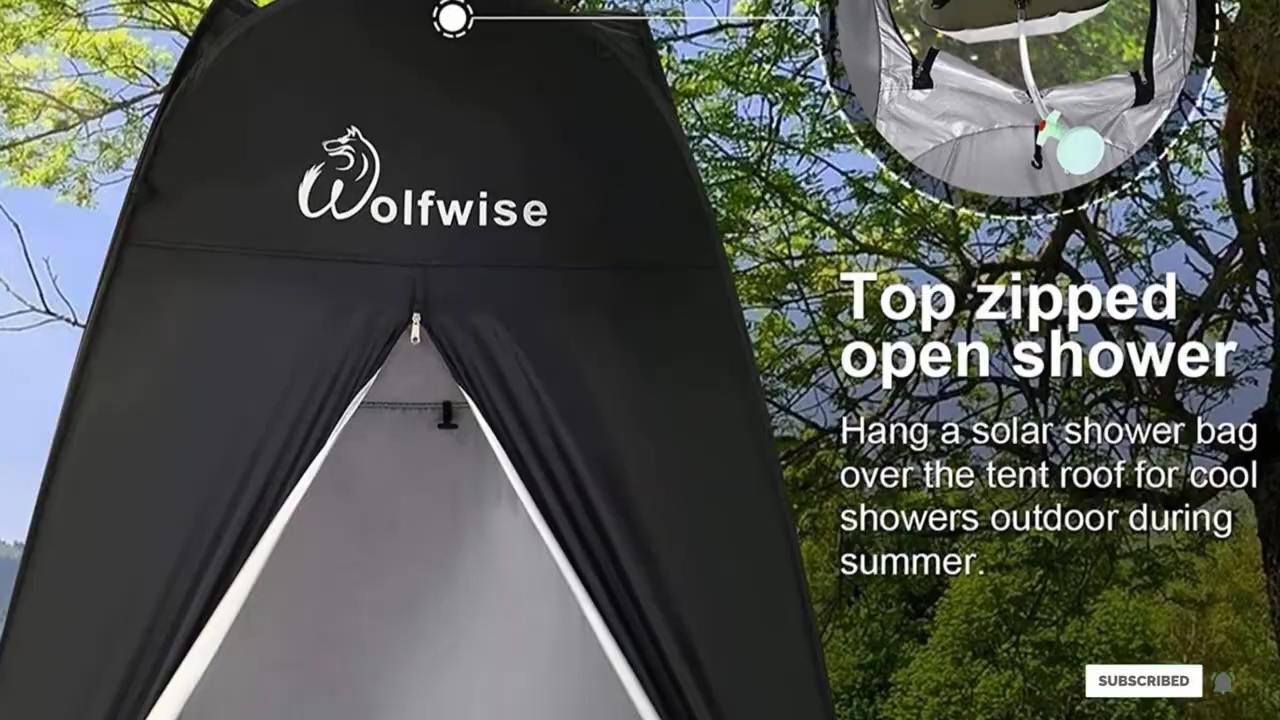 Wolfwise
Top zipped
open shower
Hang a solar shower bag
over the tent roof for cool
showers outdoor during
summer.
SUBSCRIBED